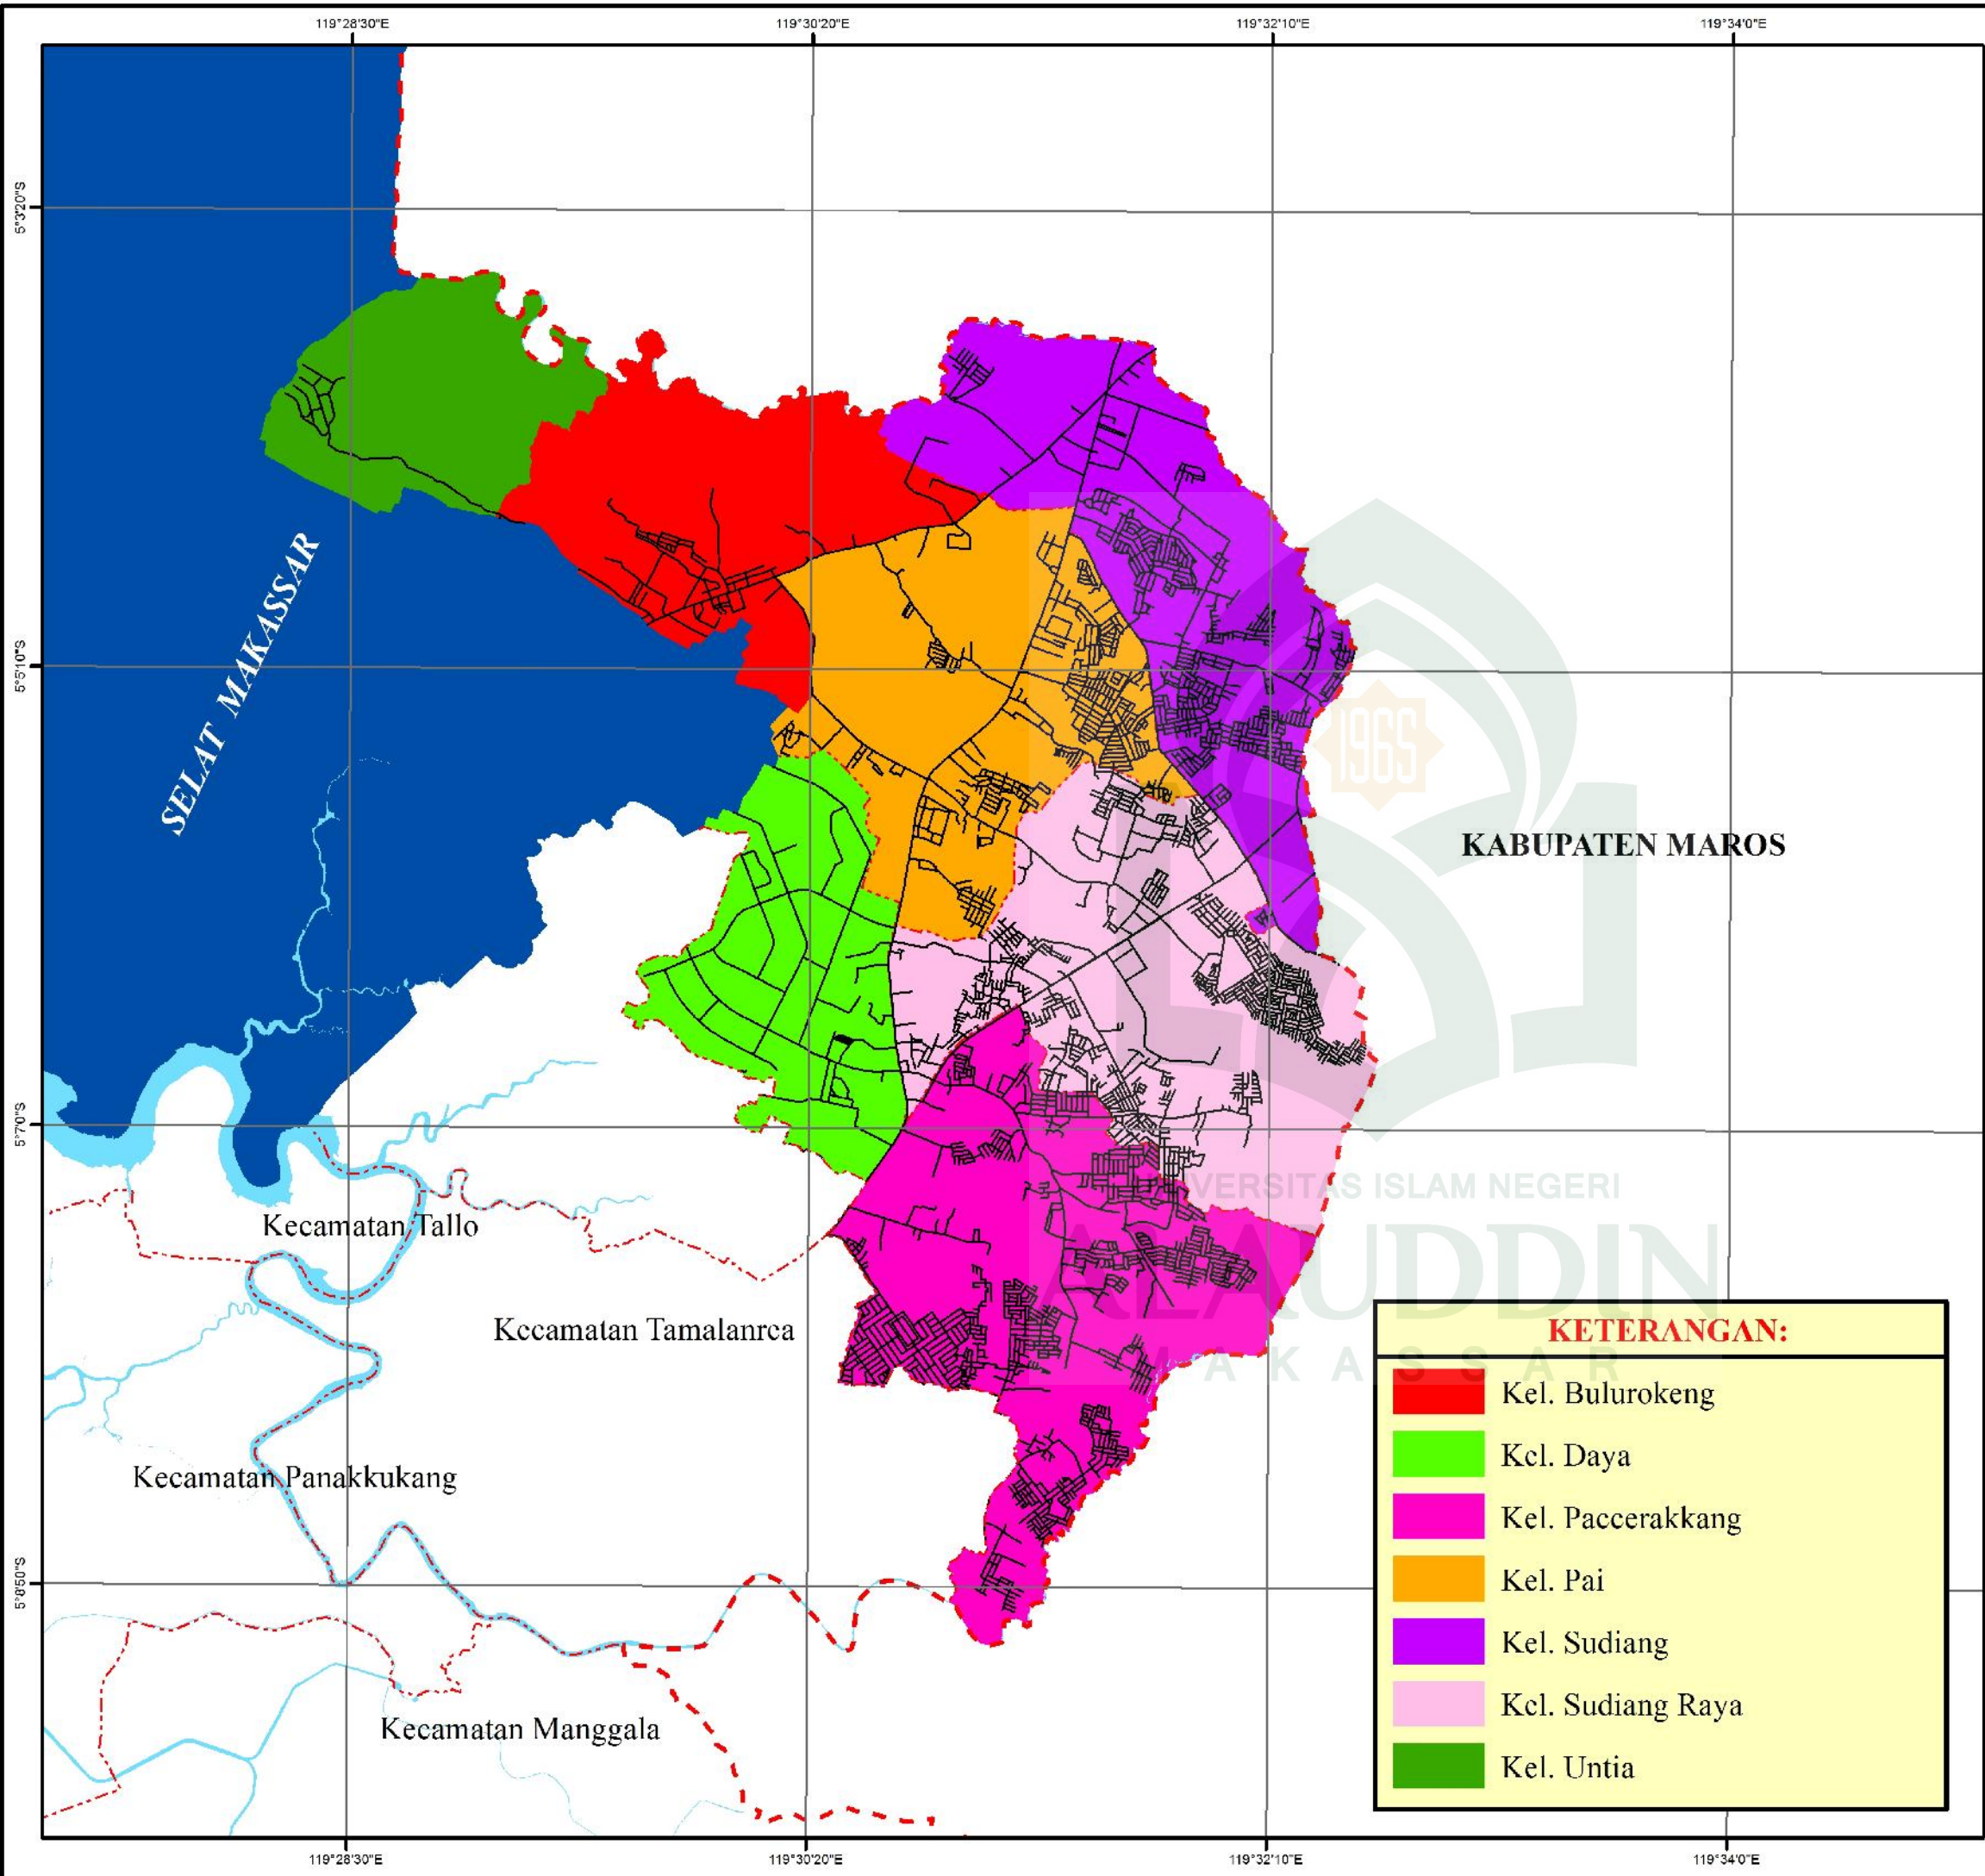 119°28'30"E 119°30'20"E 119°32'10"E 119°34'0"E
5°3'20"S
SELAT MAKASSAR
5°5'10"S
1965
KABUPATEN MAROS
5°7'0"S
UNIVERSITAS ISLAM NEGERI
Kecamatan Tallo
ALAUDDIN
Kecamatan Tamalanrea
MAKASSAR
KETERANGAN:
Kel. Bulurokeng
Kel. Daya
Kel. Paccerakkang
Kel. Pai
Kel. Sudiang
Kel. Sudiang Raya
Kel. Untia
Kecamatan Panakkukang
5°8'50"S
Kecamatan Manggala
119°28'30"E 119°30'20"E 119°32'10"E 119°34'0"E